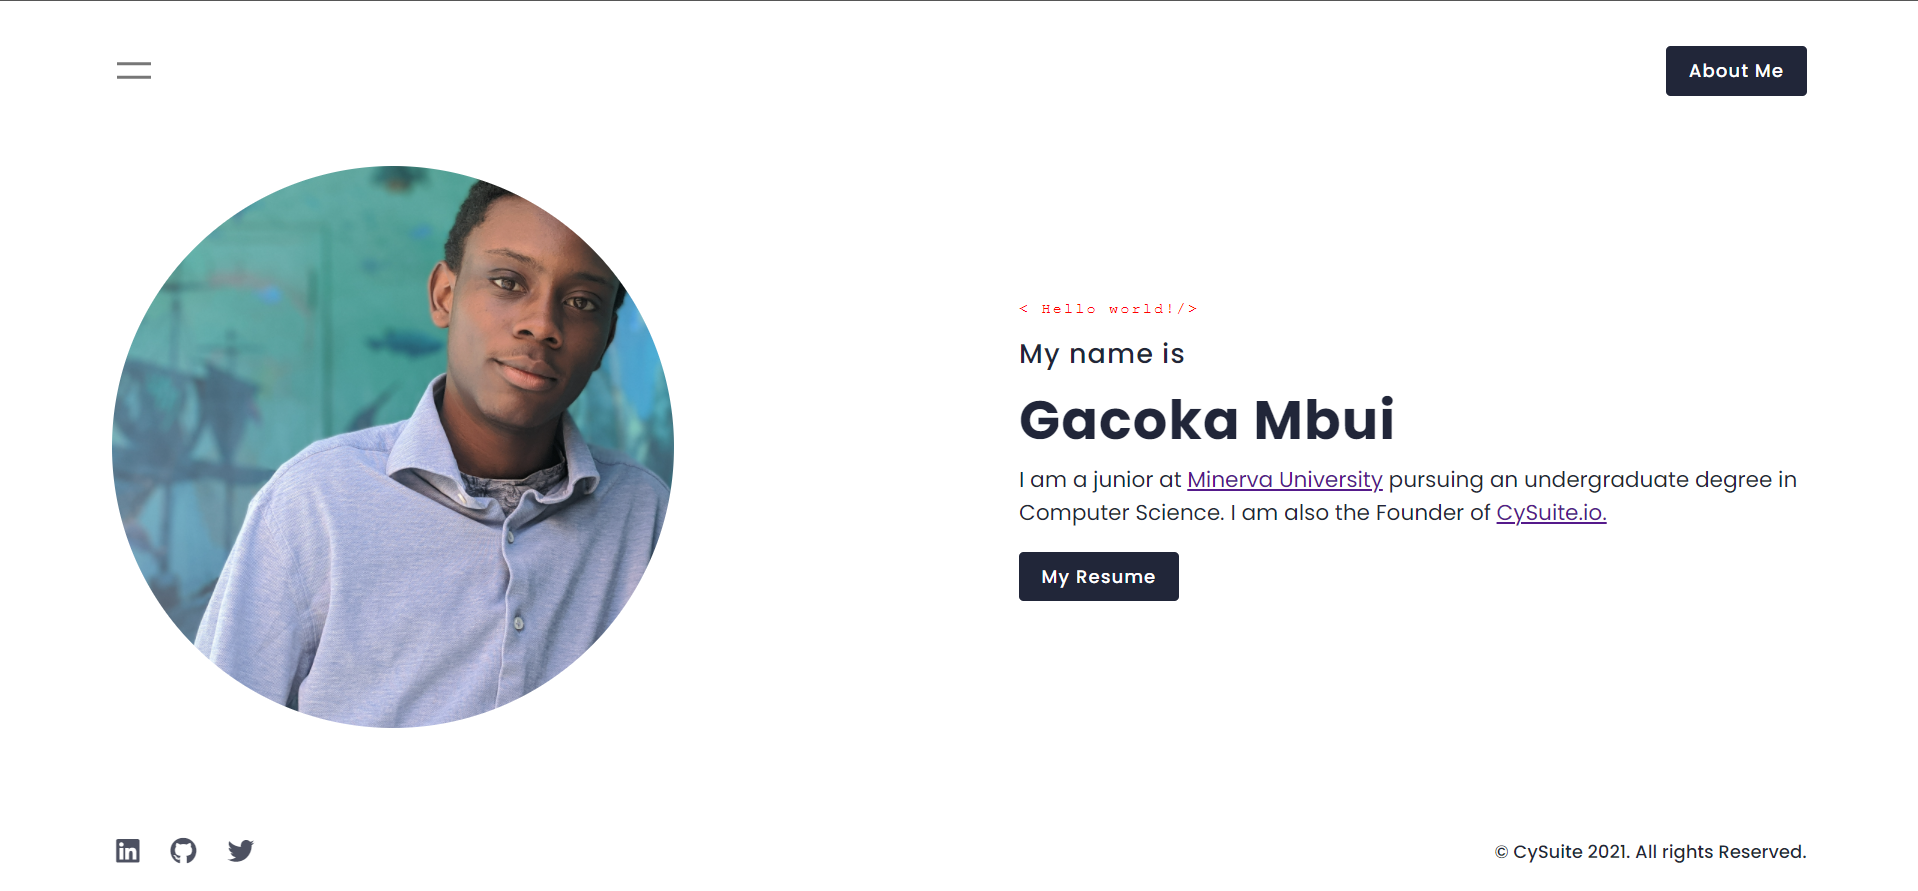 About Me
< Hello world!/>
My name is
Gacoka Mbui
I am a junior at Minerva University pursuing an undergraduate degree in
Computer Science. I am also the Founder of CySuite.io.
My Resume
in
© CySuite 2021. All rights Reserved.